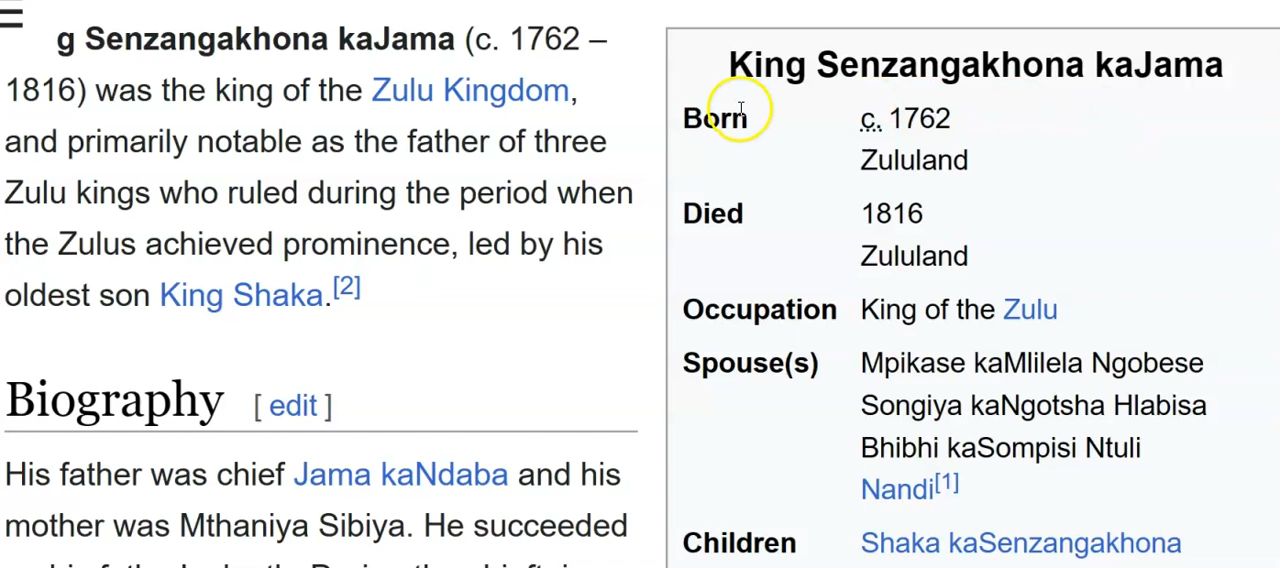 g Senzangakhona kaJama (c. 1762 –
1816) was the king of the Zulu Kingdom,
and primarily notable as the father of three
Zulu kings who ruled during the period when
the Zulus achieved prominence, led by his
oldest son King Shaka.[2]
Biography [ edit ]
His father was chief Jama kaNdaba and his
mother was Mthaniya Sibiya. He succeeded
King Senzangakhona kaJama
Born c. 1762
Zululand
Died 1816
Zululand
Occupation King of the Zulu
Spouse(s) Mpikase kaMlilela Ngobese
Songiya kaNgotsha Hlabisa
Bhibhi kaSompisi Ntuli
Nandi[1]
Children Shaka kaSenzangakhona